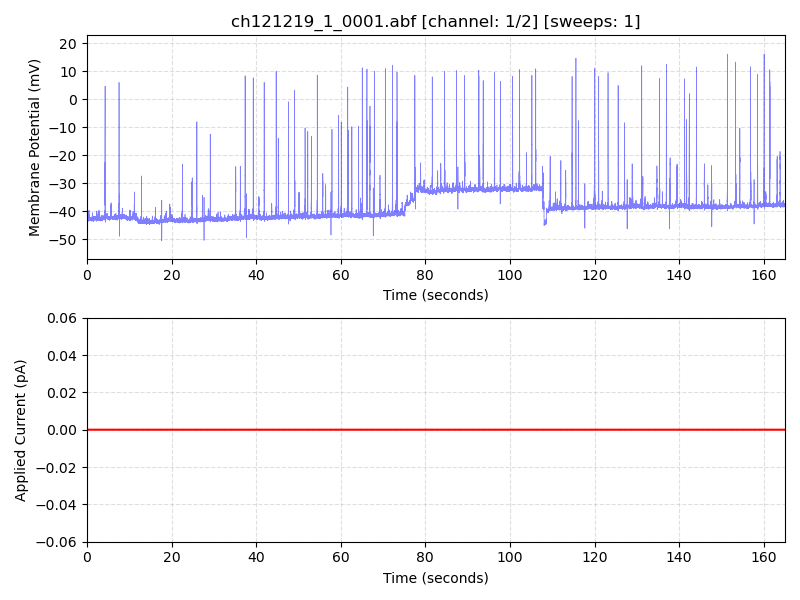 ch121219_1_0001.abf [channel: 1/2] [sweeps: 1]
Membrane Potential (mV)
20
10
0
−10
−20
−30
−40
−50
0 20 40 60 80 100 120 140 160
Time (seconds)
Applied Current (pA)
0.06
0.04
0.02
0.00
−0.02
−0.04
−0.06
0 20 40 60 80 100 120 140 160
Time (seconds)